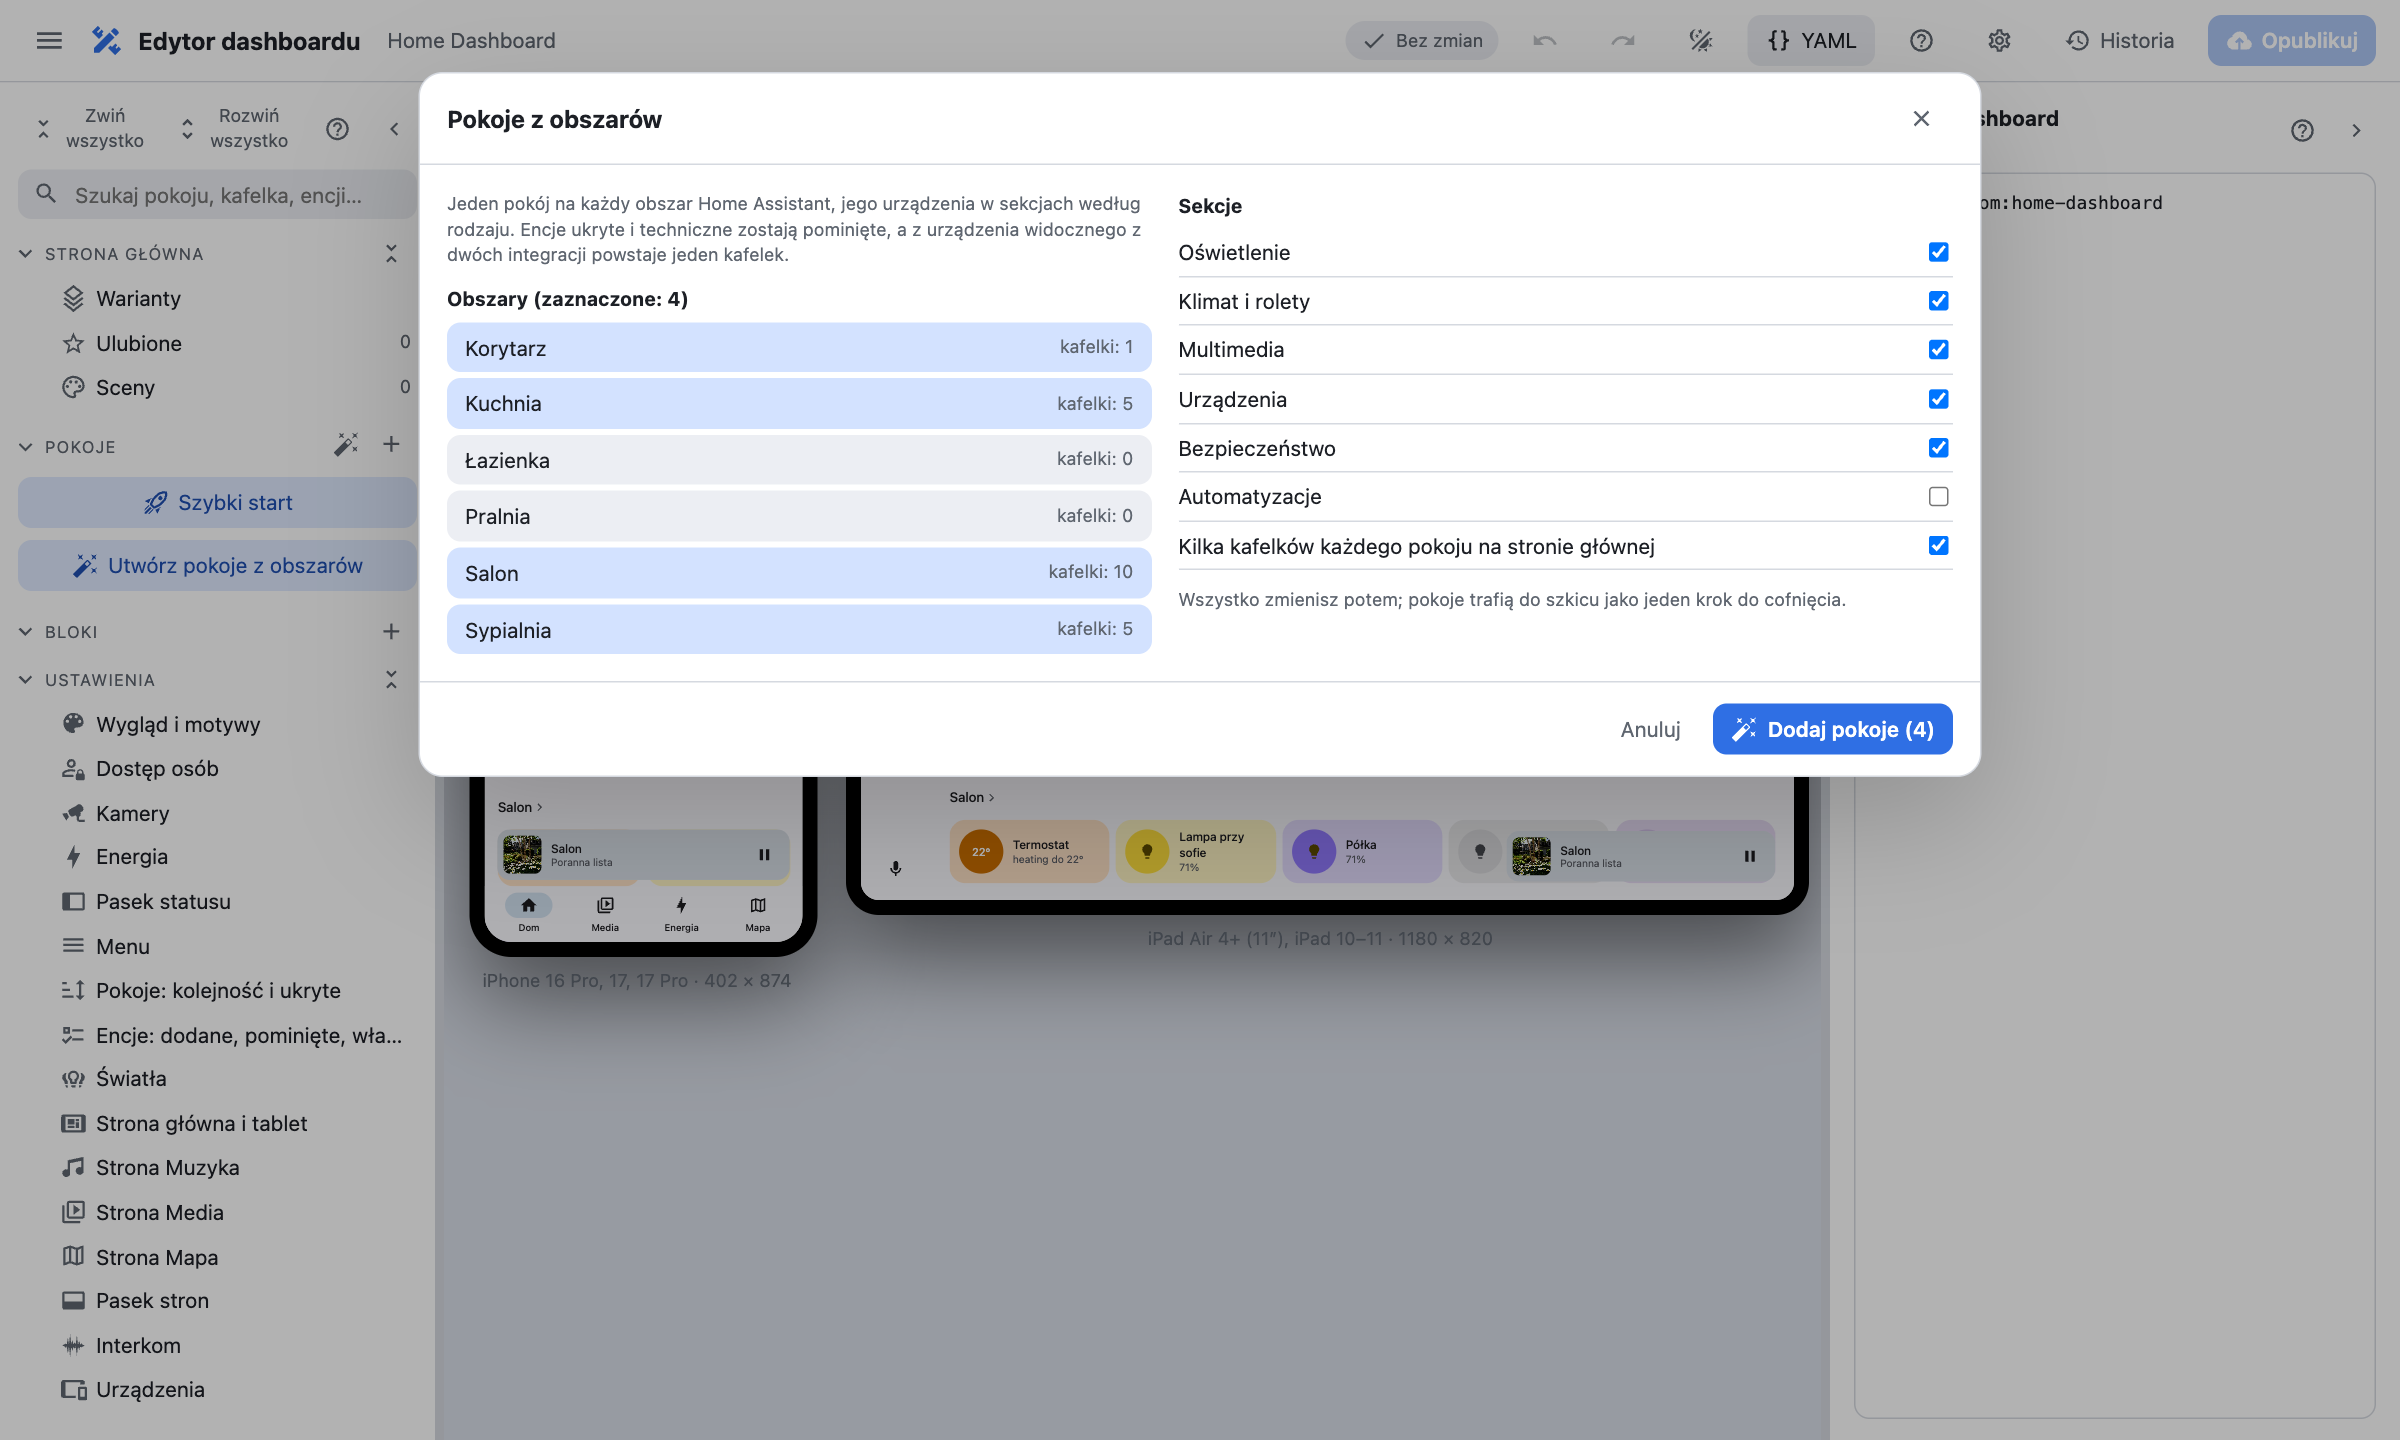 Edytor dashboardu
Home Dashboard
Bez zmian
{} YAML
Historia
Opublikuj
Zwiń wszystko
Rozwiń wszystko
Szukaj pokoju, kafelka, encji...
STRONA GŁÓWNA
Warianty
Ulubione 0
Sceny 0
POKOJE
Szybki start
Utwórz pokoje z obszarów
BLOKI
USTAWIENIA
Wygląd i motywy
Dostęp osób
Kamery
Energia
Pasek statusu
Menu
Pokoje: kolejność i ukryte
Encje: dodane, pominięte, wła...
Światła
Strona główna i tablet
Strona Muzyka
Strona Media
Strona Mapa
Pasek stron
Interkom
Urządzenia
Pokoje z obszarów
Jeden pokój na każdy obszar Home Assistant, jego urządzenia w sekcjach według
rodzaju. Encje ukryte i techniczne zostają pominięte, a z urządzenia widocznego z
dwóch integracji powstaje jeden kafelek.
Obszary (zaznaczone: 4)
Korytarz kafelki: 1
Kuchnia kafelki: 5
Łazienka kafelki: 0
Pralnia kafelki: 0
Salon kafelki: 10
Sypialnia kafelki: 5
Sekcje
Oświetlenie
Klimat i rolety
Multimedia
Urządzenia
Bezpieczeństwo
Automatyzacje
Kilka kafelków każdego pokoju na stronie głównej
Wszystko zmienisz potem; pokoje trafią do szkicu jako jeden krok do cofnięcia.
Anuluj
Dodaj pokoje (4)
Salon
Salon
Poranna lista
Dom
Media
Energia
Mapa
iPhone 16 Pro, 17, 17 Pro · 402 × 874
Salon
22°
Termostat
heating do 22°
Lampa przy
sofie
71%
Półka
71%
Salon
Poranna lista
iPad Air 4+ (11″), iPad 10–11 · 1180 × 820
shboard
om:home-dashboard